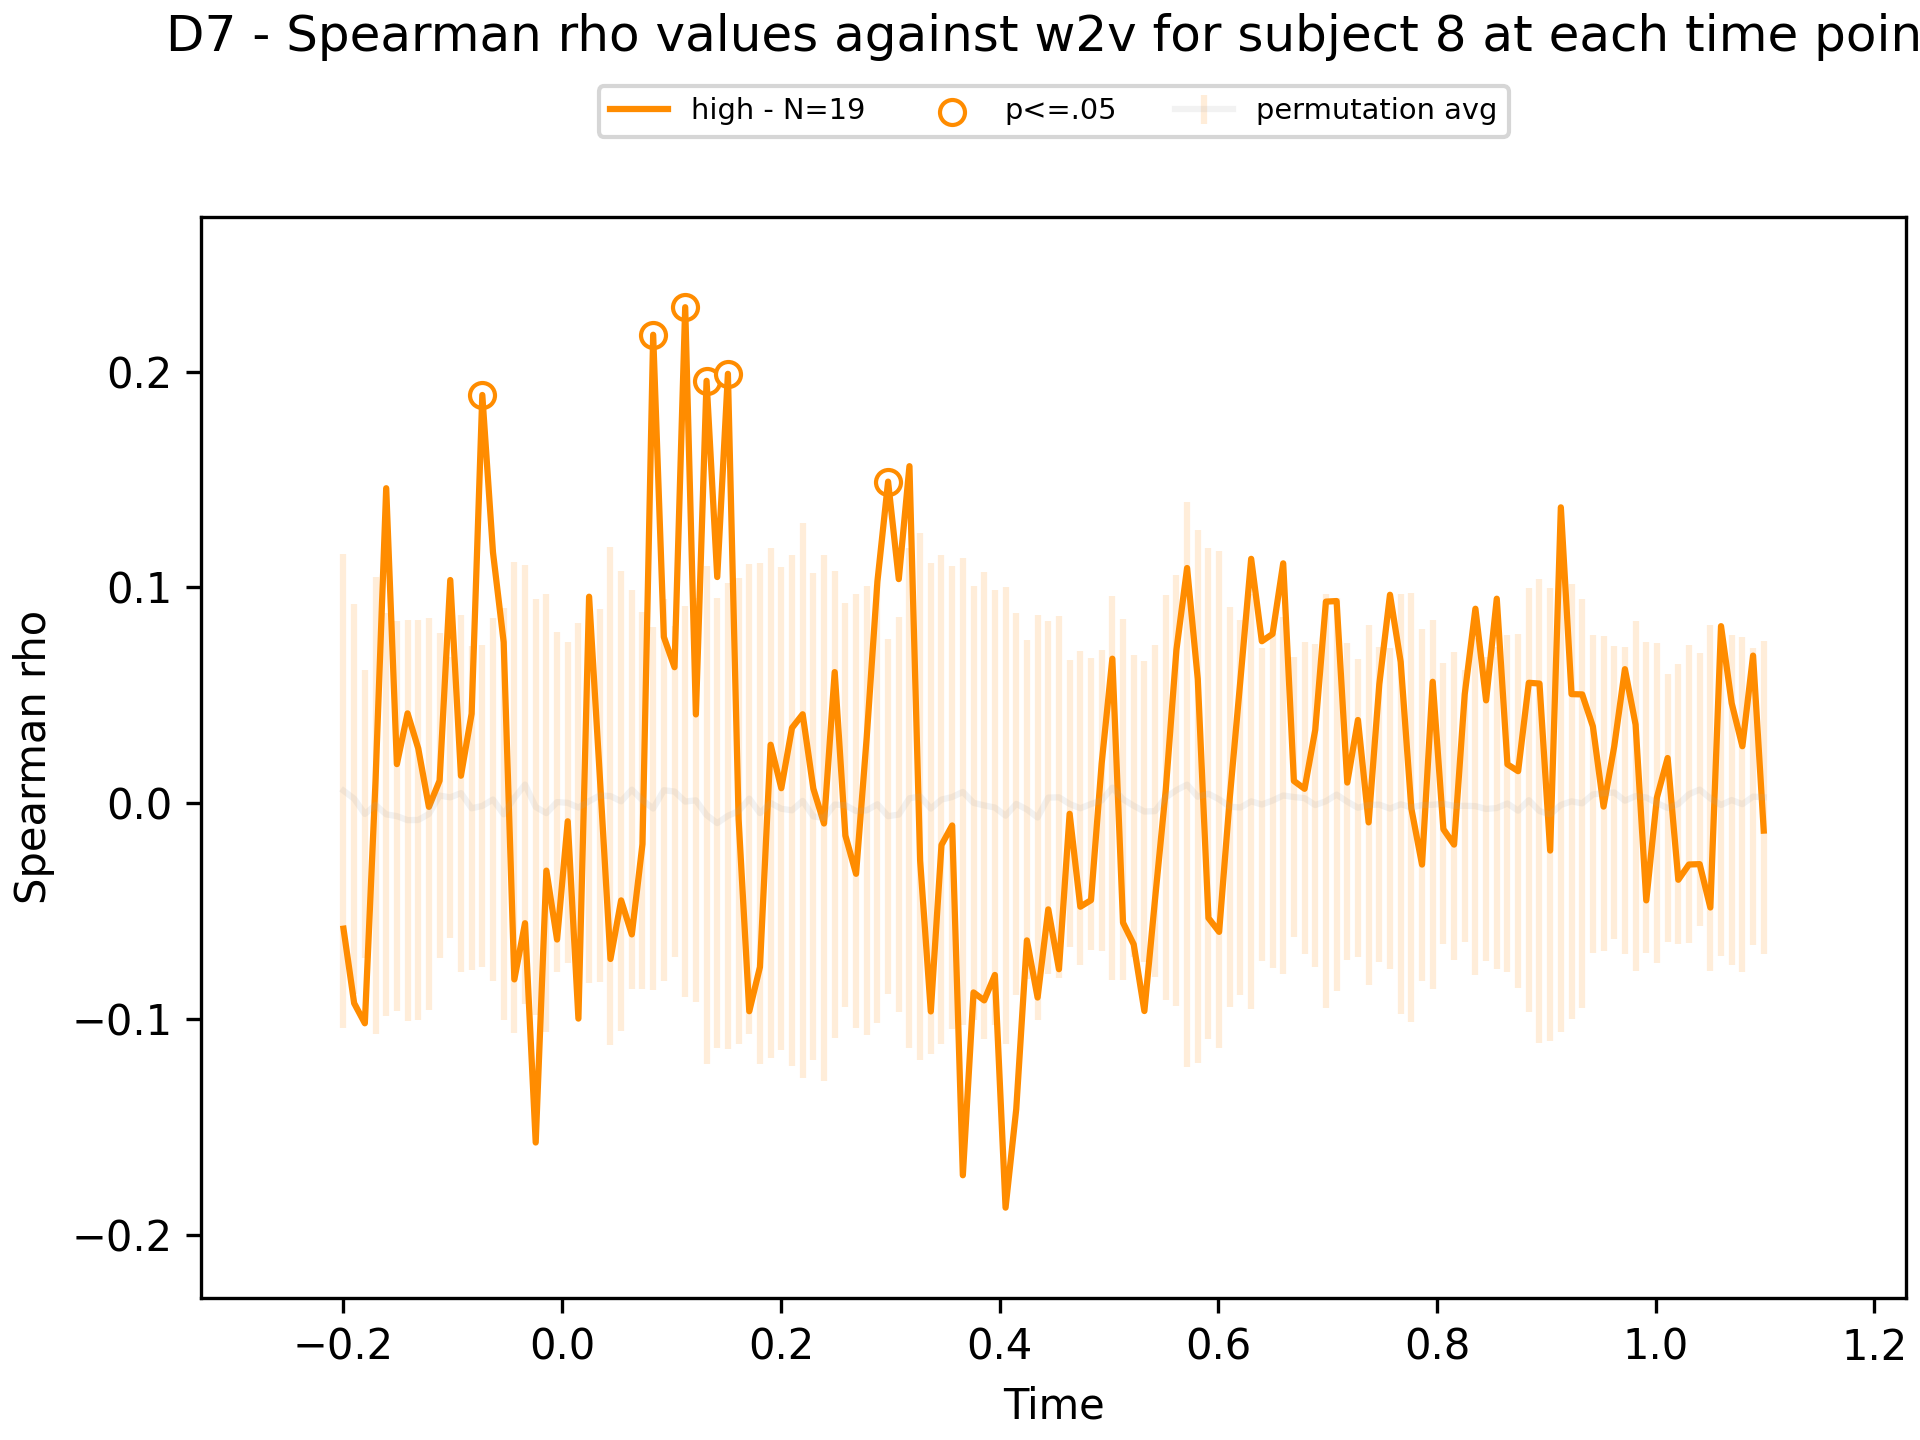 D7 - Spearman rho values against w2v for subject 8 at each time poin
high - N=19
p<=.05
permutation avg
Spearman rho
0.2
0.1
0.0
−0.1
−0.2
−0.2
0.0
0.2
0.4
0.6
0.8
1.0
1.2
Time